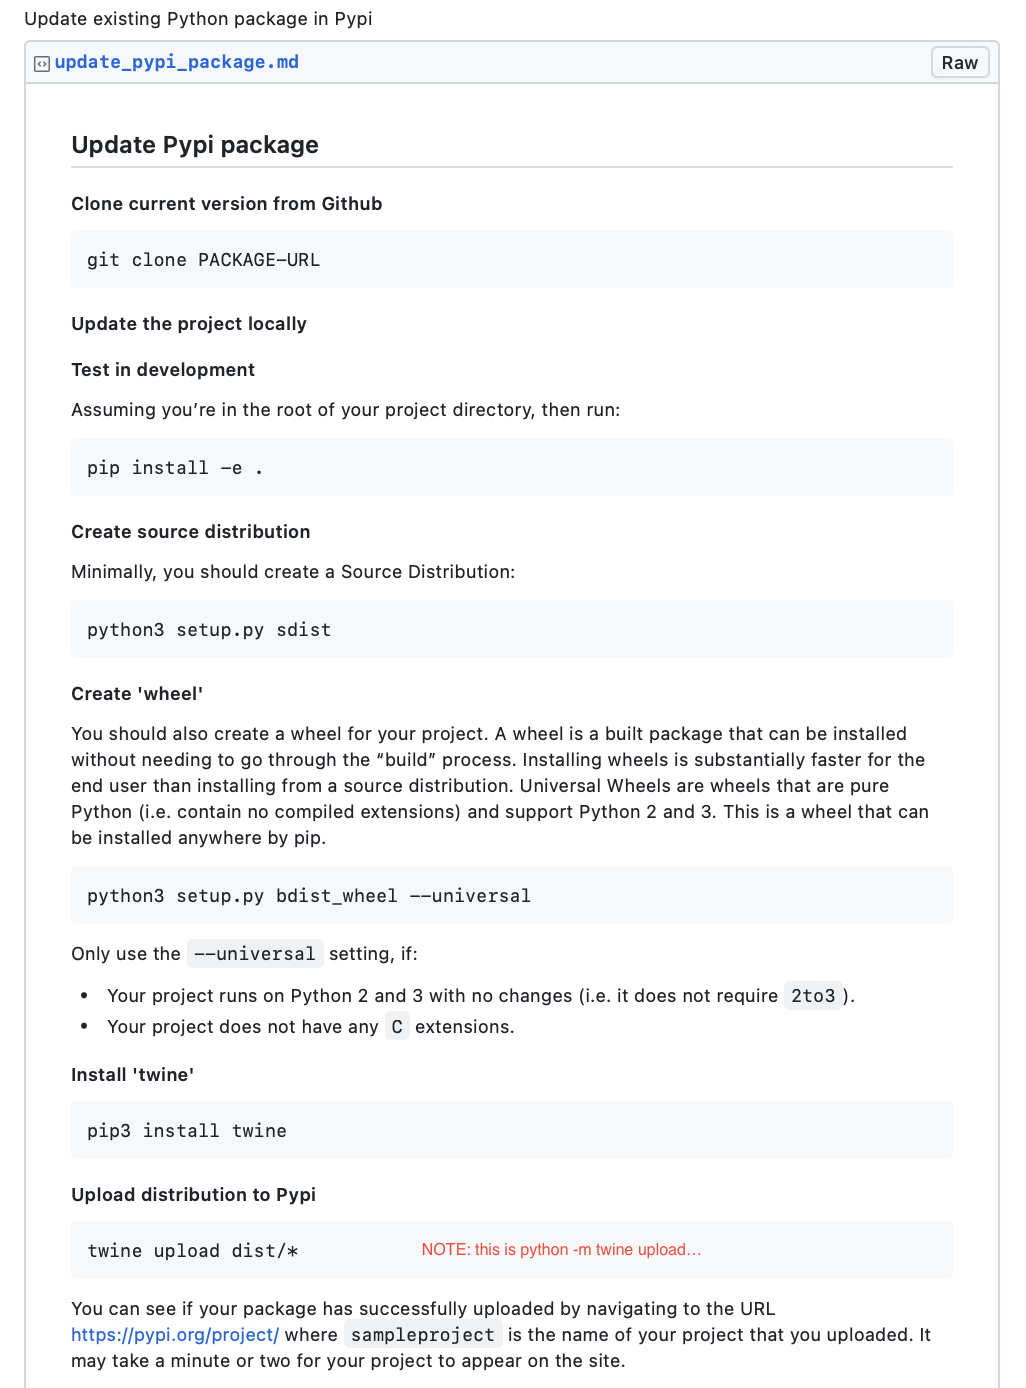 Update existing Python package in Pypi
update_pypi_package.md
Raw
Update Pypi package
Clone current version from Github
git clone PACKAGE-URL
Update the project locally
Test in development
Assuming you’re in the root of your project directory, then run:
pip install -e .
Create source distribution
Minimally, you should create a Source Distribution:
python3 setup.py sdist
Create 'wheel'
You should also create a wheel for your project. A wheel is a built package that can be installed
without needing to go through the “build” process. Installing wheels is substantially faster for the
end user than installing from a source distribution. Universal Wheels are wheels that are pure
Python (i.e. contain no compiled extensions) and support Python 2 and 3. This is a wheel that can
be installed anywhere by pip.
python3 setup.py bdist_wheel --universal
Only use the --universal setting, if:
• Your project runs on Python 2 and 3 with no changes (i.e. it does not require 2to3 ).
• Your project does not have any C extensions.
Install 'twine'
pip3 install twine
Upload distribution to Pypi
twine upload dist/* NOTE: this is python -m twine upload…
You can see if your package has successfully uploaded by navigating to the URL
https://pypi.org/project/ where sampleproject is the name of your project that you uploaded. It
may take a minute or two for your project to appear on the site.